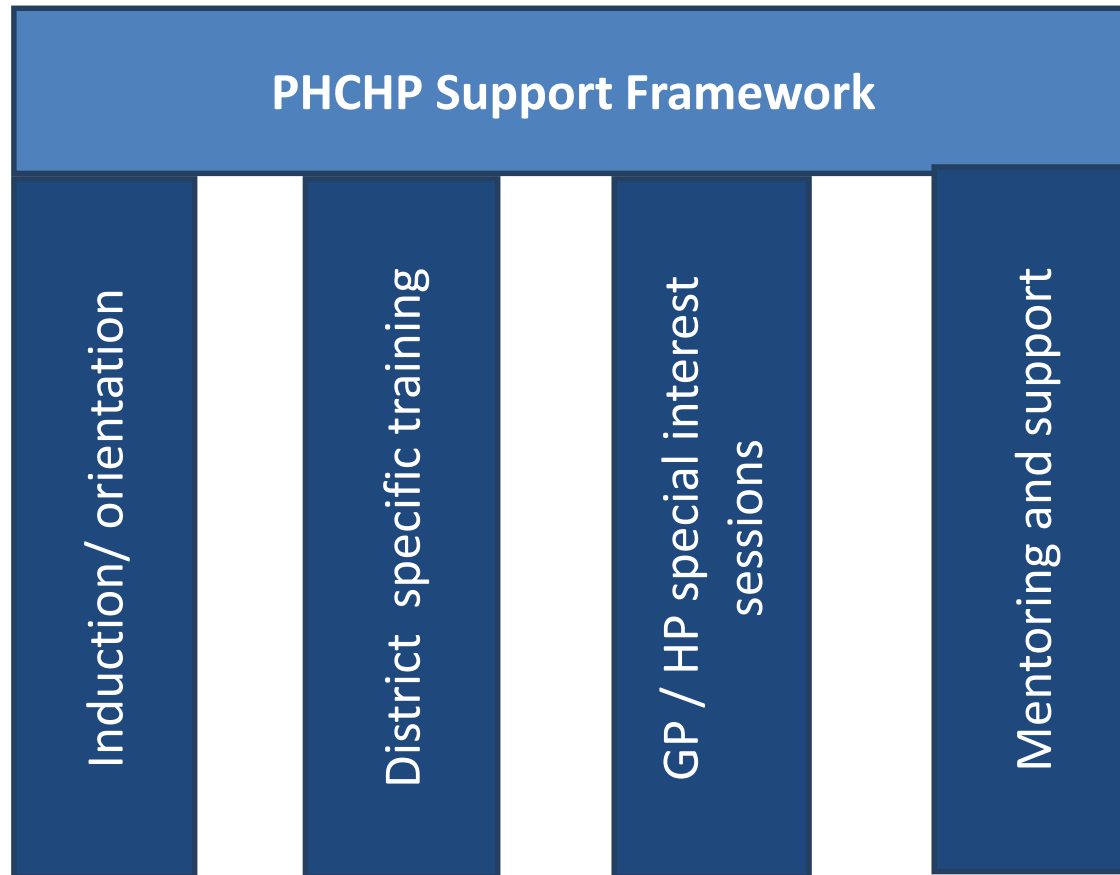 PHCHP Support Framework
Induction/ orientation
District  specific training
GP / HP special interest
sessions
Mentoring and support